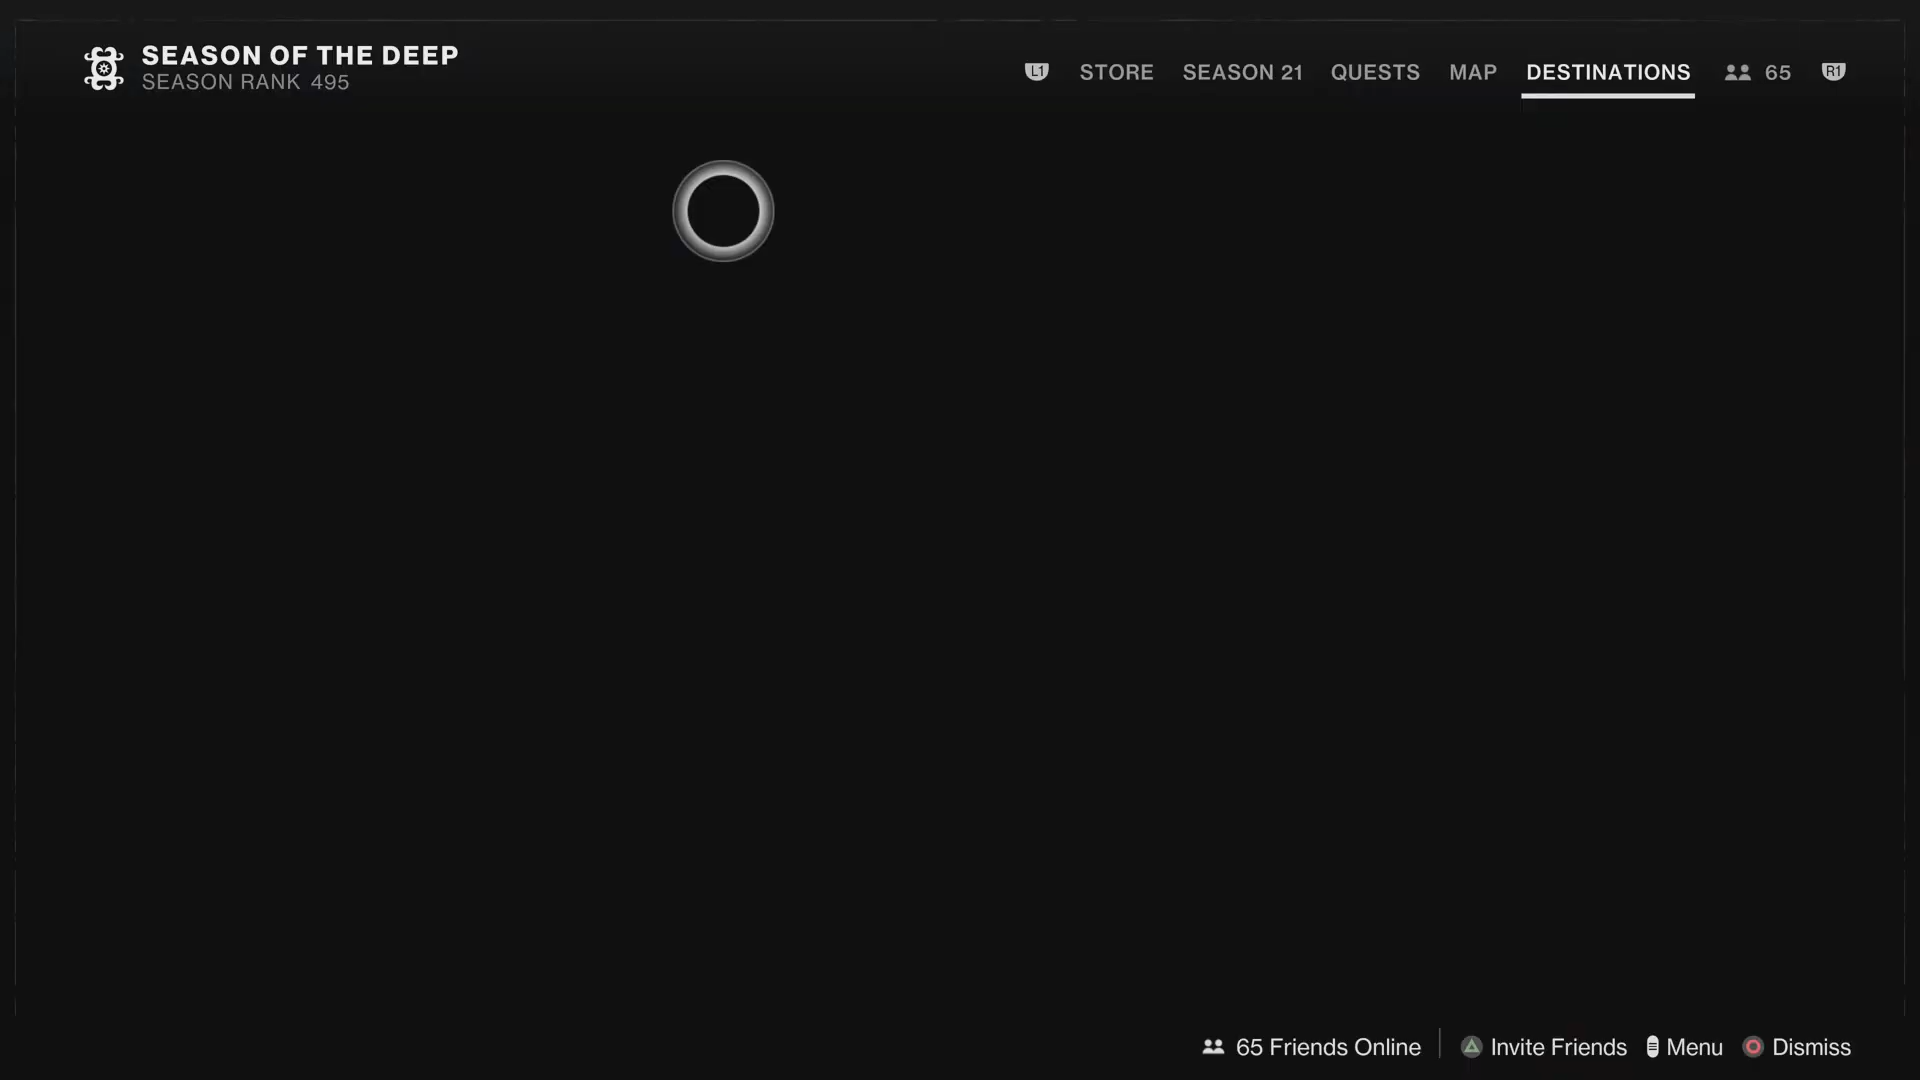 SEASON OF THE DEEP
SEASON RANK 495
L1 STORE SEASON 21 QUESTS MAP DESTINATIONS 65 R1
65 Friends Online Invite Friends Menu Dismiss